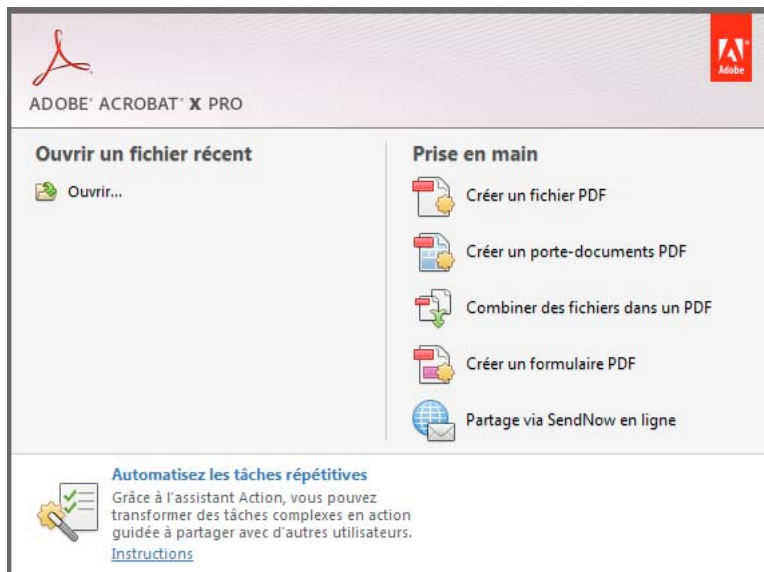 Adobe
ADOBE® ACROBAT® X PRO
Ouvrir un fichier récent
Ouvrir...
Prise en main
Créer un fichier PDF
Créer un porte-documents PDF
Combiner des fichiers dans un PDF
Créer un formulaire PDF
Partage via SendNow en ligne
Automatisez les tâches répétitives
Grâce à l'assistant Action, vous pouvez
transformer des tâches complexes en action
guidée à partager avec d'autres utilisateurs.
Instructions